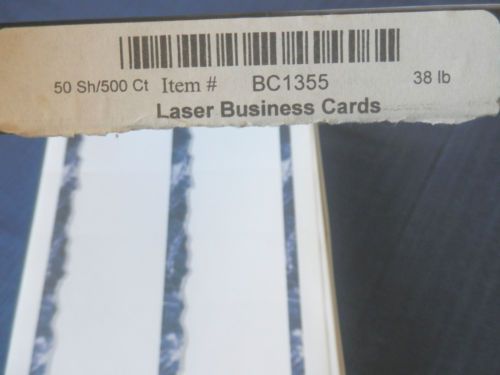 50 Sh/500 Ct Item # BC1355 38 lb
Laser Business Cards